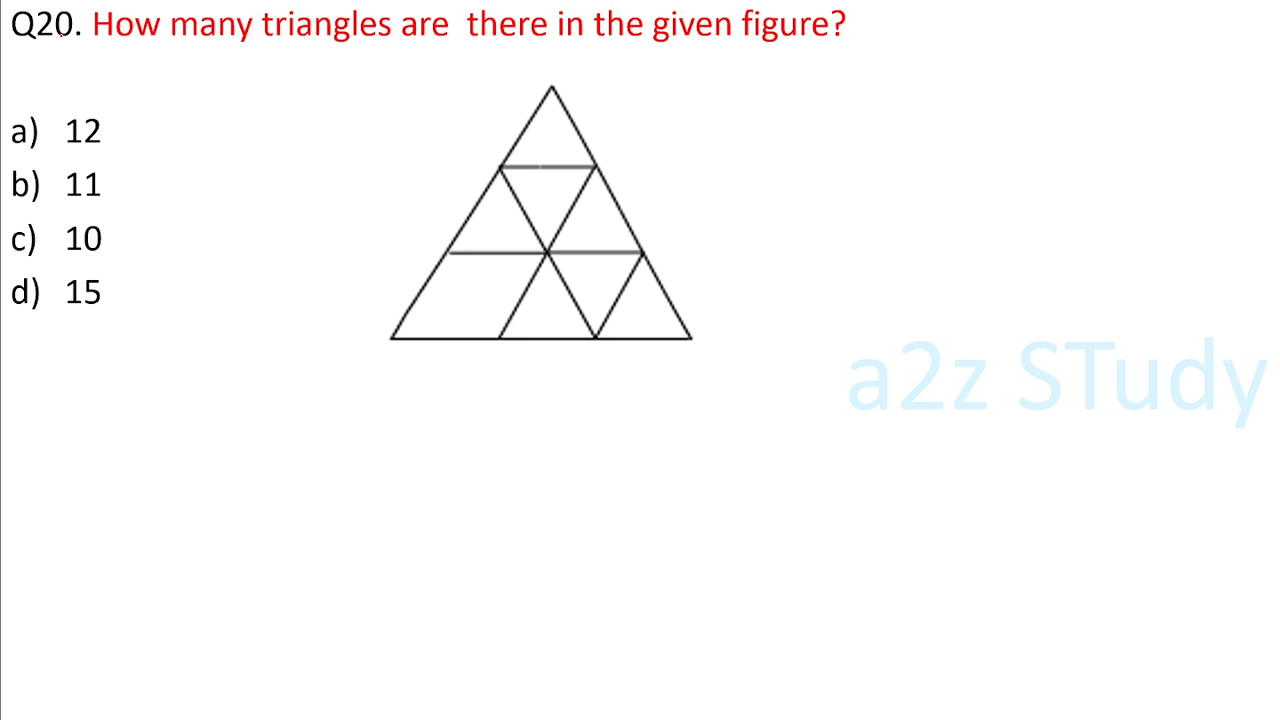 Q20. How many triangles are there in the given figure?
a) 12
b) 11
c) 10
d) 15
a2z STudy